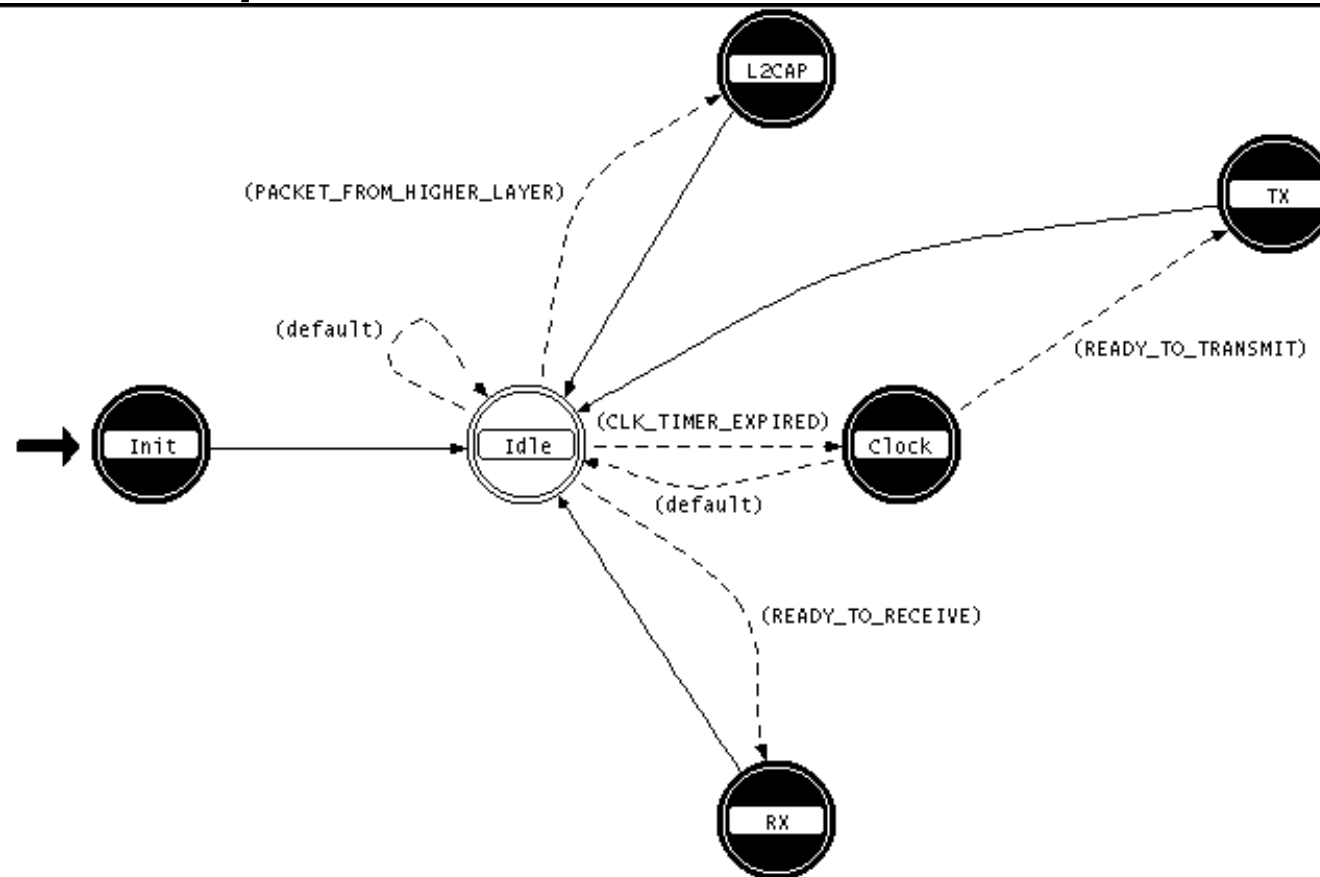 L2CAP
(PACKET_FROM_HIGHER_LAYER)
TX
(default)
(READY_TO_TRANSMIT)
Init
Idle
(CLK_TIMER_EXPIRED)
Clock
(default)
(READY_TO_RECEIVE)
RX